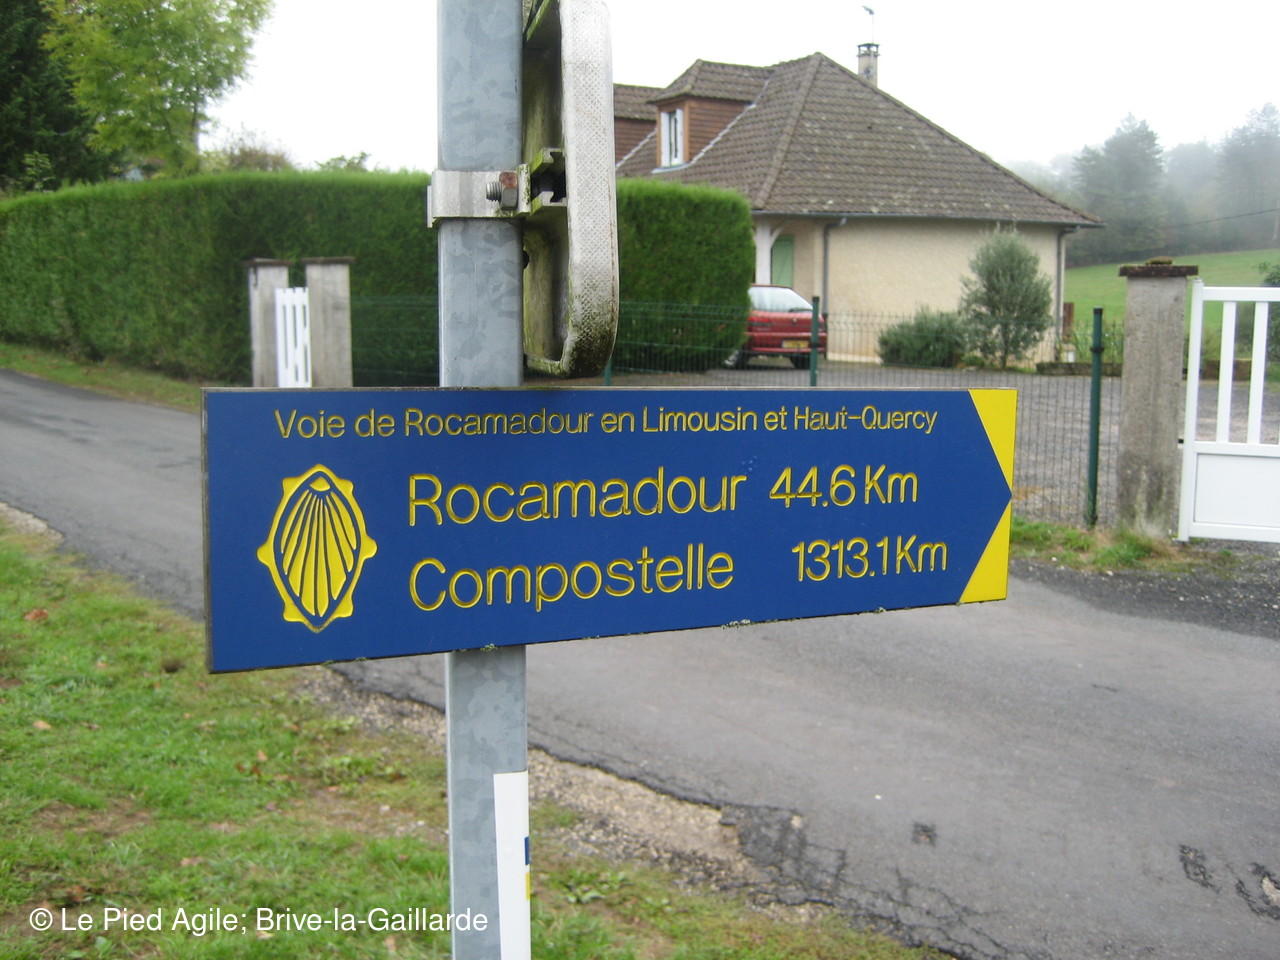 Voie de Rocamadour en Limousin et Haut-Quercy
Rocamadour 44.6 Km
Compostelle 1313.1 Km
© Le Pied Agile; Brive-la-Gaillarde